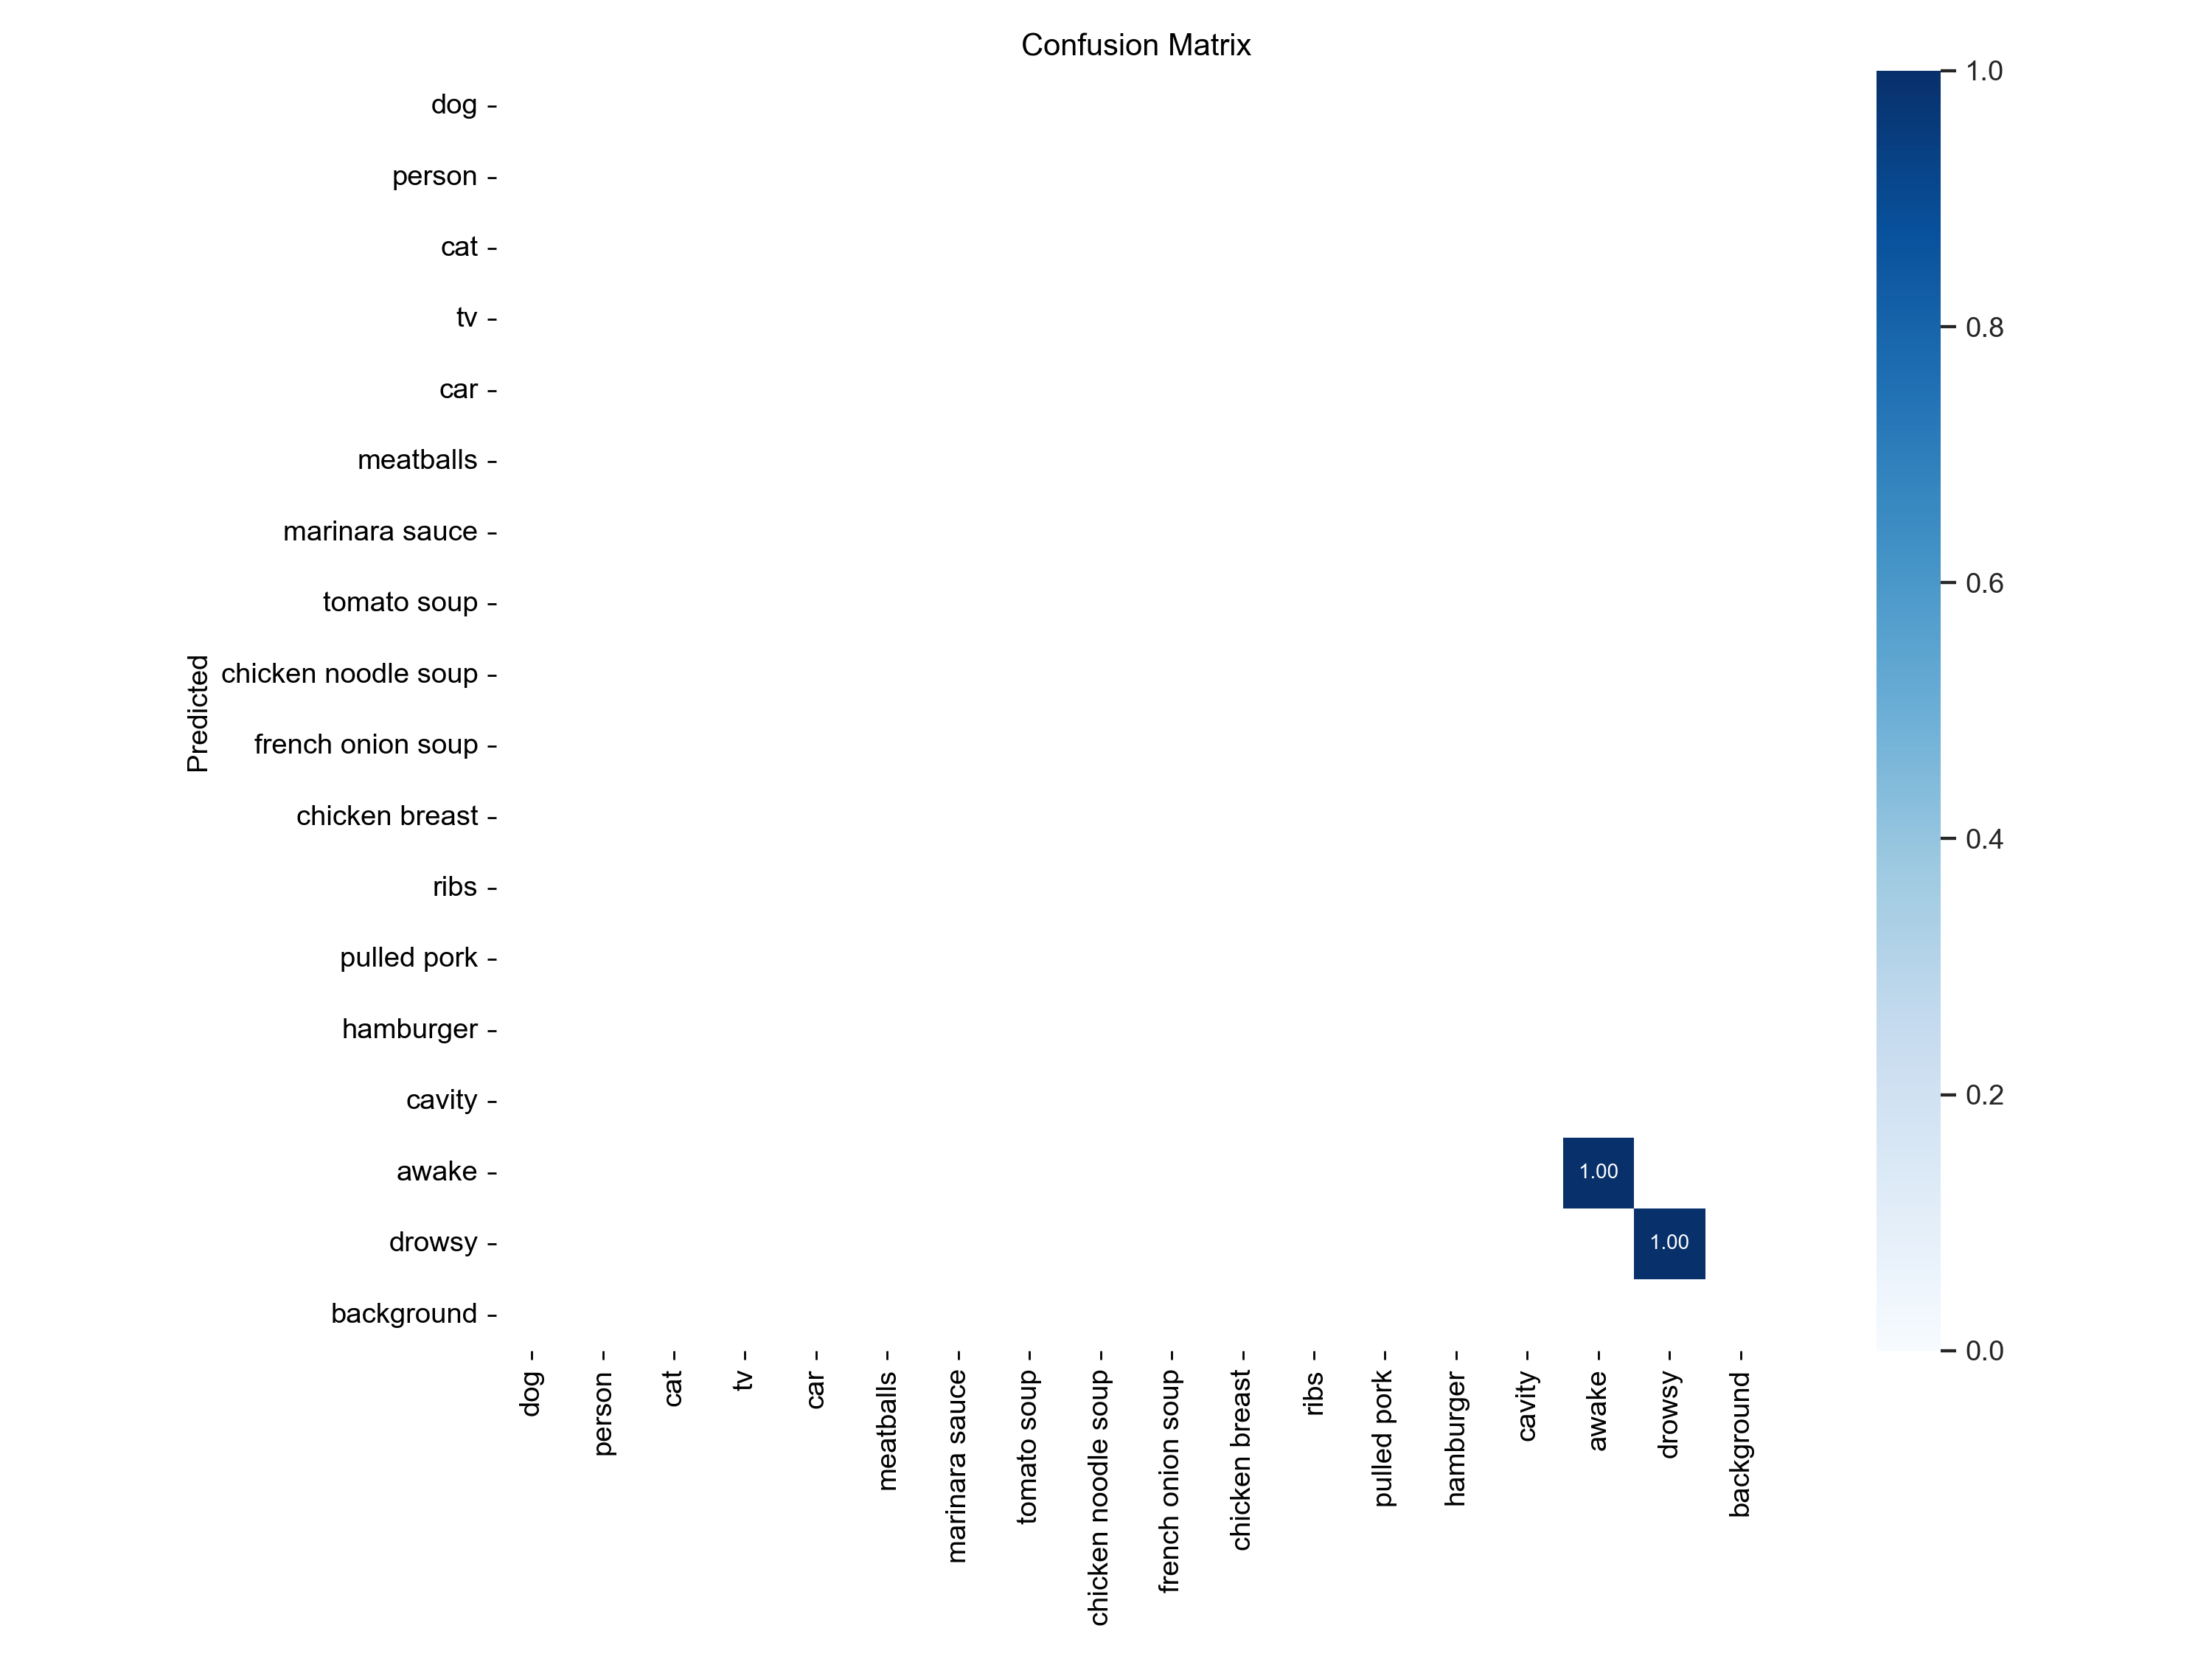 Confusion Matrix
Predicted
dog
person
cat
tv
car
meatballs
marinara sauce
tomato soup
chicken noodle soup
french onion soup
chicken breast
ribs
pulled pork
hamburger
cavity
awake
drowsy
background
1.00
1.00
dog
person
cat
tv
car
meatballs
marinara sauce
tomato soup
chicken noodle soup
french onion soup
chicken breast
ribs
pulled pork
hamburger
cavity
awake
drowsy
background
1.0
0.8
0.6
0.4
0.2
0.0